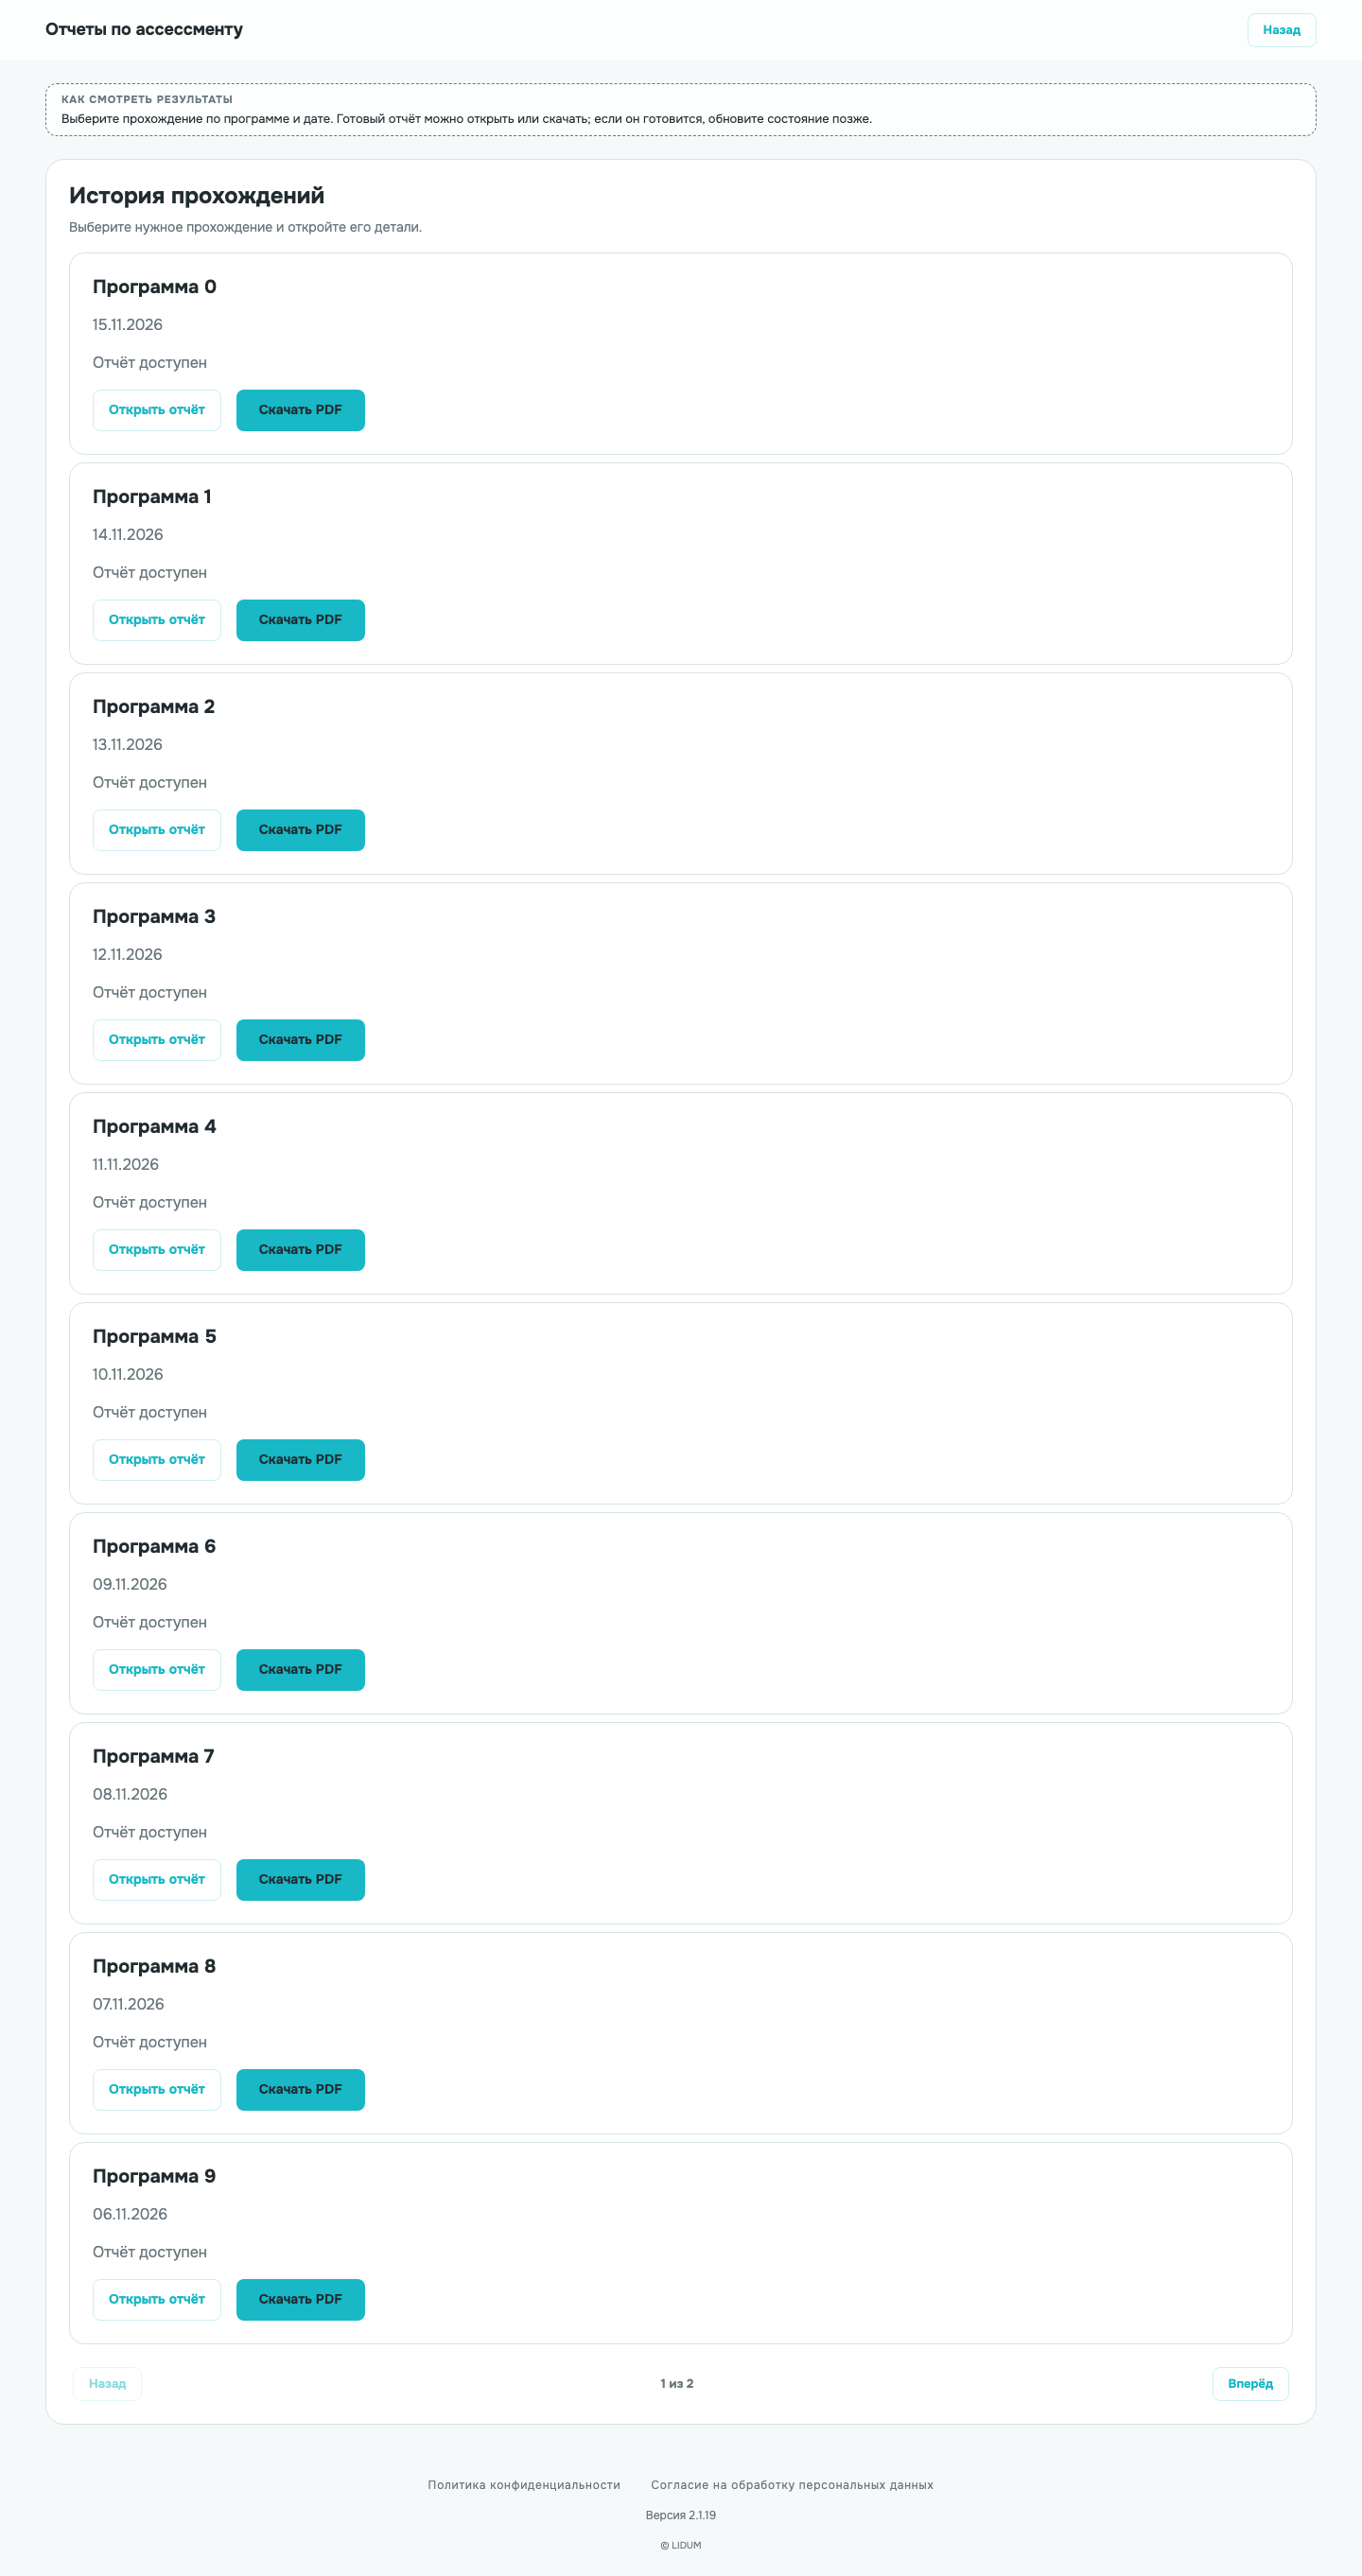 Отчеты по ассессменту
Назад
КАК СМОТРЕТЬ РЕЗУЛЬТАТЫ
Выберите прохождение по программе и дате. Готовый отчёт можно открыть или скачать; если он готовится, обновите состояние позже.
История прохождений
Выберите нужное прохождение и откройте его детали.
Программа 0
15.11.2026
Отчёт доступен
Открыть отчёт Скачать PDF
Программа 1
14.11.2026
Отчёт доступен
Открыть отчёт Скачать PDF
Программа 2
13.11.2026
Отчёт доступен
Открыть отчёт Скачать PDF
Программа 3
12.11.2026
Отчёт доступен
Открыть отчёт Скачать PDF
Программа 4
11.11.2026
Отчёт доступен
Открыть отчёт Скачать PDF
Программа 5
10.11.2026
Отчёт доступен
Открыть отчёт Скачать PDF
Программа 6
09.11.2026
Отчёт доступен
Открыть отчёт Скачать PDF
Программа 7
08.11.2026
Отчёт доступен
Открыть отчёт Скачать PDF
Программа 8
07.11.2026
Отчёт доступен
Открыть отчёт Скачать PDF
Программа 9
06.11.2026
Отчёт доступен
Открыть отчёт Скачать PDF
Назад 1 из 2 Вперёд
Политика конфиденциальности Согласие на обработку персональных данных
Версия 2.1.19
© LIDUM